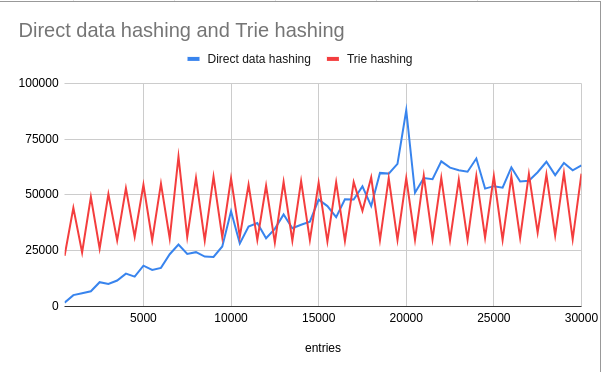 Direct data hashing and Trie hashing
Direct data hashing Trie hashing
100000
75000
50000
25000
0
5000 10000 15000 20000 25000 30000
entries